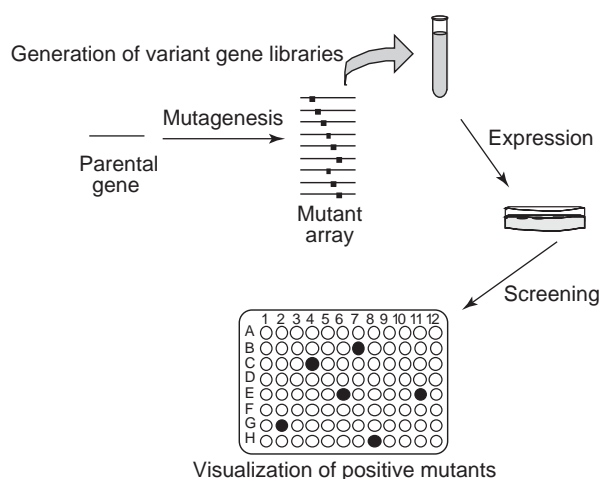 Generation of variant gene libraries
Mutagenesis
Parental
gene
Mutant
array
Expression
Screening
1 2 3 4 5 6 7 8 9 10 11 12
A
B
C
D
E
F
G
H
Visualization of positive mutants